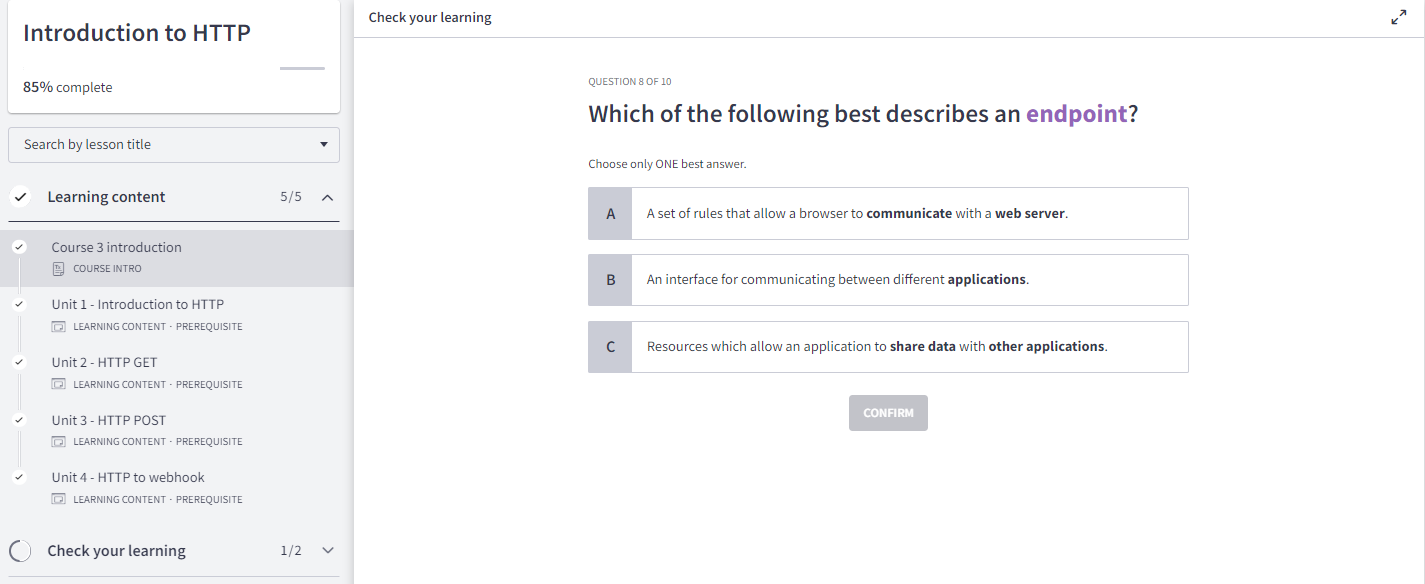 Introduction to HTTP
85% complete
Search by lesson title
Learning content 5/5
Course 3 introduction
COURSE INTRO
Unit 1 - Introduction to HTTP
LEARNING CONTENT · PREREQUISITE
Unit 2 - HTTP GET
LEARNING CONTENT · PREREQUISITE
Unit 3 - HTTP POST
LEARNING CONTENT · PREREQUISITE
Unit 4 - HTTP to webhook
LEARNING CONTENT · PREREQUISITE
Check your learning 1/2
Check your learning
QUESTION 8 OF 10
Which of the following best describes an endpoint?
Choose only ONE best answer.
A A set of rules that allow a browser to communicate with a web server.
B An interface for communicating between different applications.
C Resources which allow an application to share data with other applications.
CONFIRM